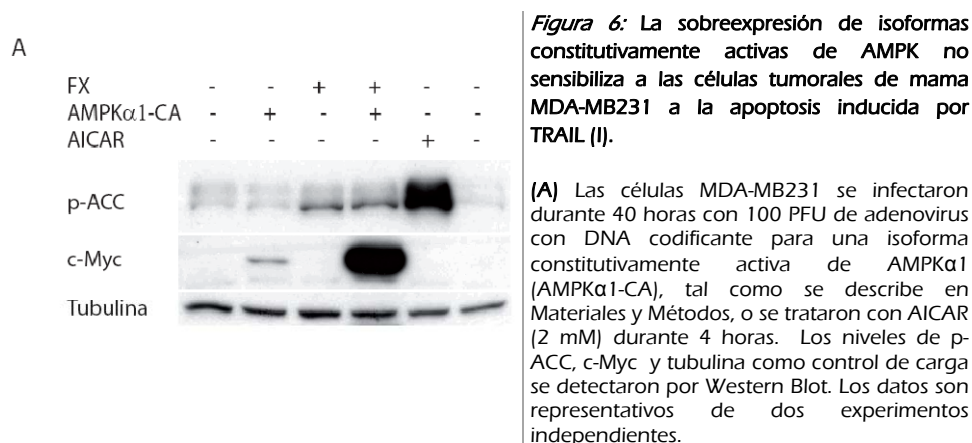 A
FX - - + + - -
AMPKα1-CA - + - + - -
AICAR - - - - + -
p-ACC
c-Myc
Tubulina
Figura 6: La sobreexpresión de isoformas
constitutivamente activas de AMPK no
sensibiliza a las células tumorales de mama
MDA-MB231 a la apoptosis inducida por
TRAIL (I).
(A) Las células MDA-MB231 se infectaron
durante 40 horas con 100 PFU de adenovirus
con DNA codificante para una isoforma
constitutivamente activa de AMPKα1
(AMPKα1-CA), tal como se describe en
Materiales y Métodos, o se trataron con AICAR
(2 mM) durante 4 horas. Los niveles de p-
ACC, c-Myc y tubulina como control de carga
se detectaron por Western Blot. Los datos son
representativos de dos experimentos
independientes.